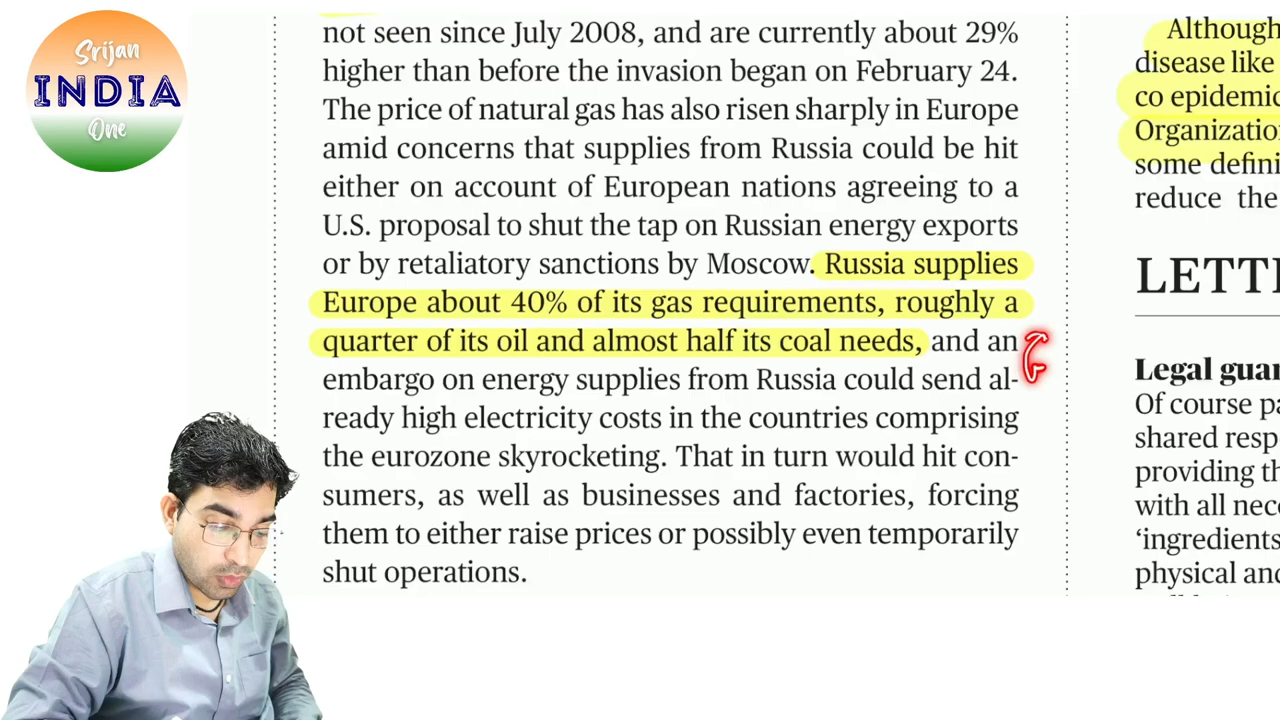 Srijan
INDIA
One
not seen since July 2008, and are currently about 29%
higher than before the invasion began on February 24.
The price of natural gas has also risen sharply in Europe
amid concerns that supplies from Russia could be hit
either on account of European nations agreeing to a
U.S. proposal to shut the tap on Russian energy exports
or by retaliatory sanctions by Moscow. Russia supplies
Europe about 40% of its gas requirements, roughly a
quarter of its oil and almost half its coal needs, and an
embargo on energy supplies from Russia could send al-
ready high electricity costs in the countries comprising
the eurozone skyrocketing. That in turn would hit con-
sumers, as well as businesses and factories, forcing
them to either raise prices or possibly even temporarily
shut operations.
Although
disease like
co epidemic
Organizatio
some defini
reduce the
LETT
Legal guar
Of course pa
shared resp
providing th
with all nece
‘ingredients
physical and